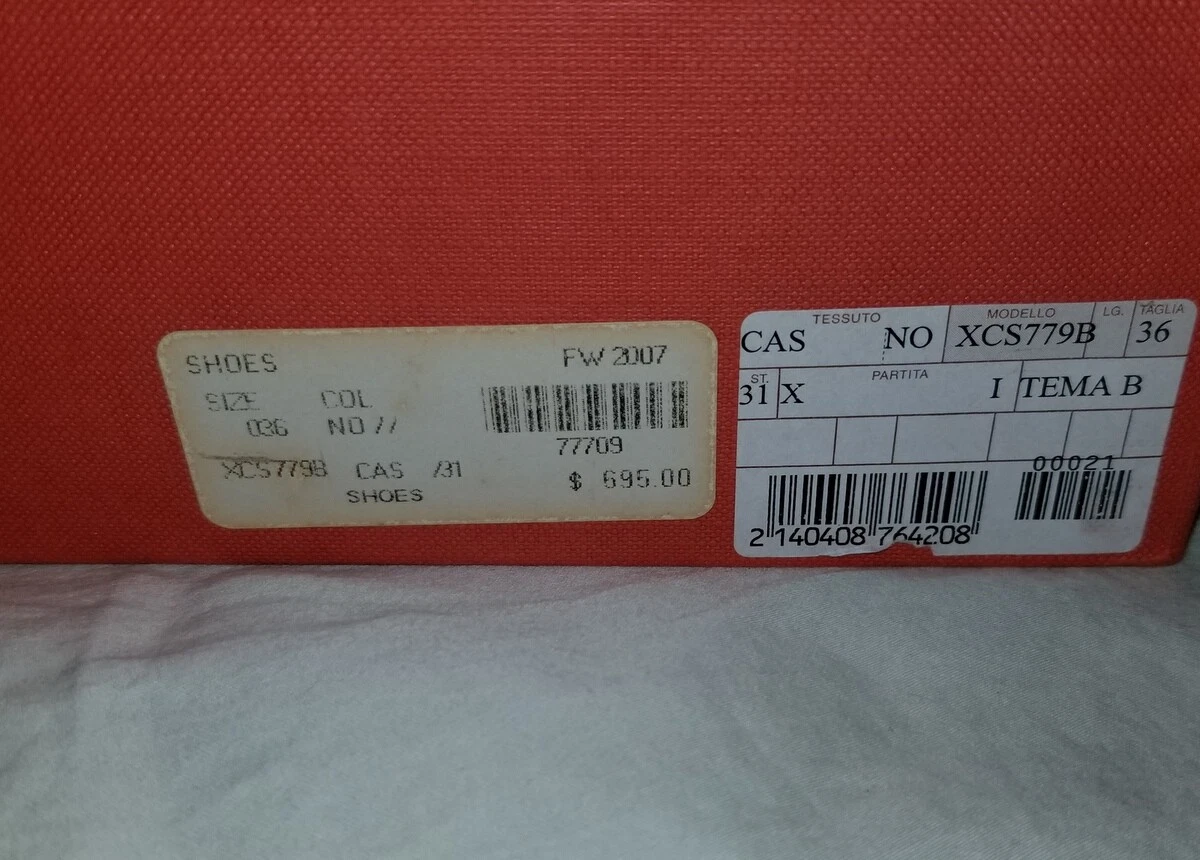 SHOES FW 2007
SIZE COL
036 NO //
77709
XCS779B CAS /31 $ 695.00
SHOES
TESSUTO MODELLO LG. TAGLIA
CAS NO XCS779B 36
ST. PARTITA
31 X I TEMA B
00021
2 140408 764208